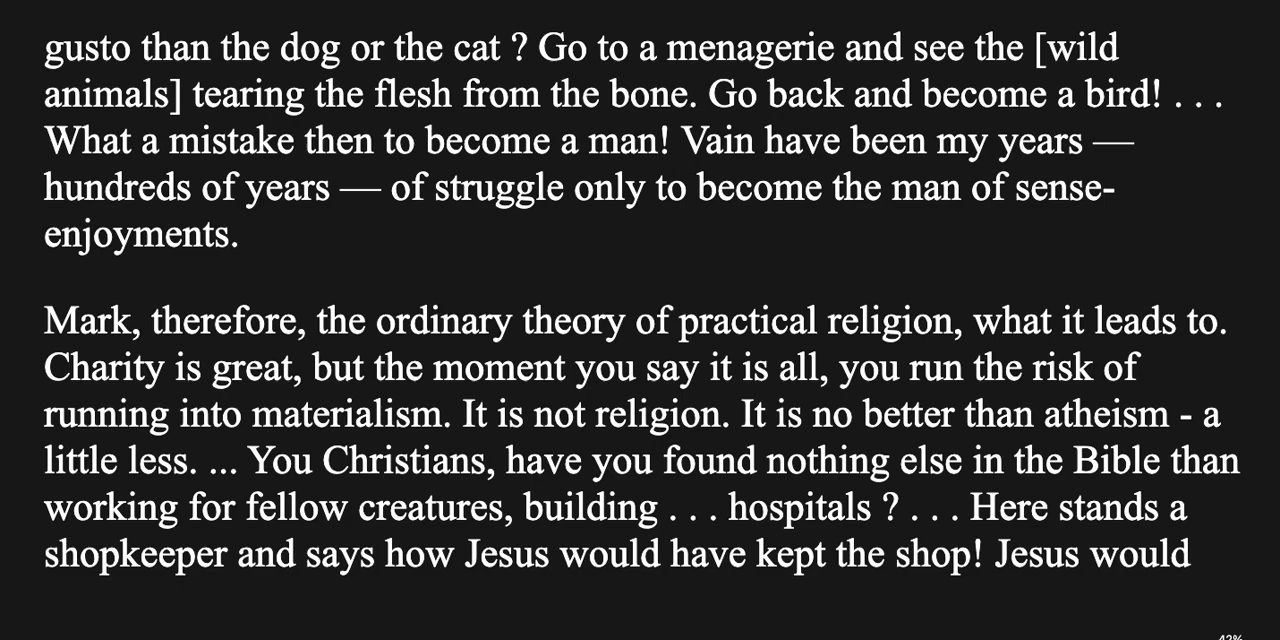 gusto than the dog or the cat ? Go to a menagerie and see the [wild
animals] tearing the flesh from the bone. Go back and become a bird! . . .
What a mistake then to become a man! Vain have been my years —
hundreds of years — of struggle only to become the man of sense-
enjoyments.
Mark, therefore, the ordinary theory of practical religion, what it leads to.
Charity is great, but the moment you say it is all, you run the risk of
running into materialism. It is not religion. It is no better than atheism - a
little less. ... You Christians, have you found nothing else in the Bible than
working for fellow creatures, building . . . hospitals ? . . . Here stands a
shopkeeper and says how Jesus would have kept the shop! Jesus would